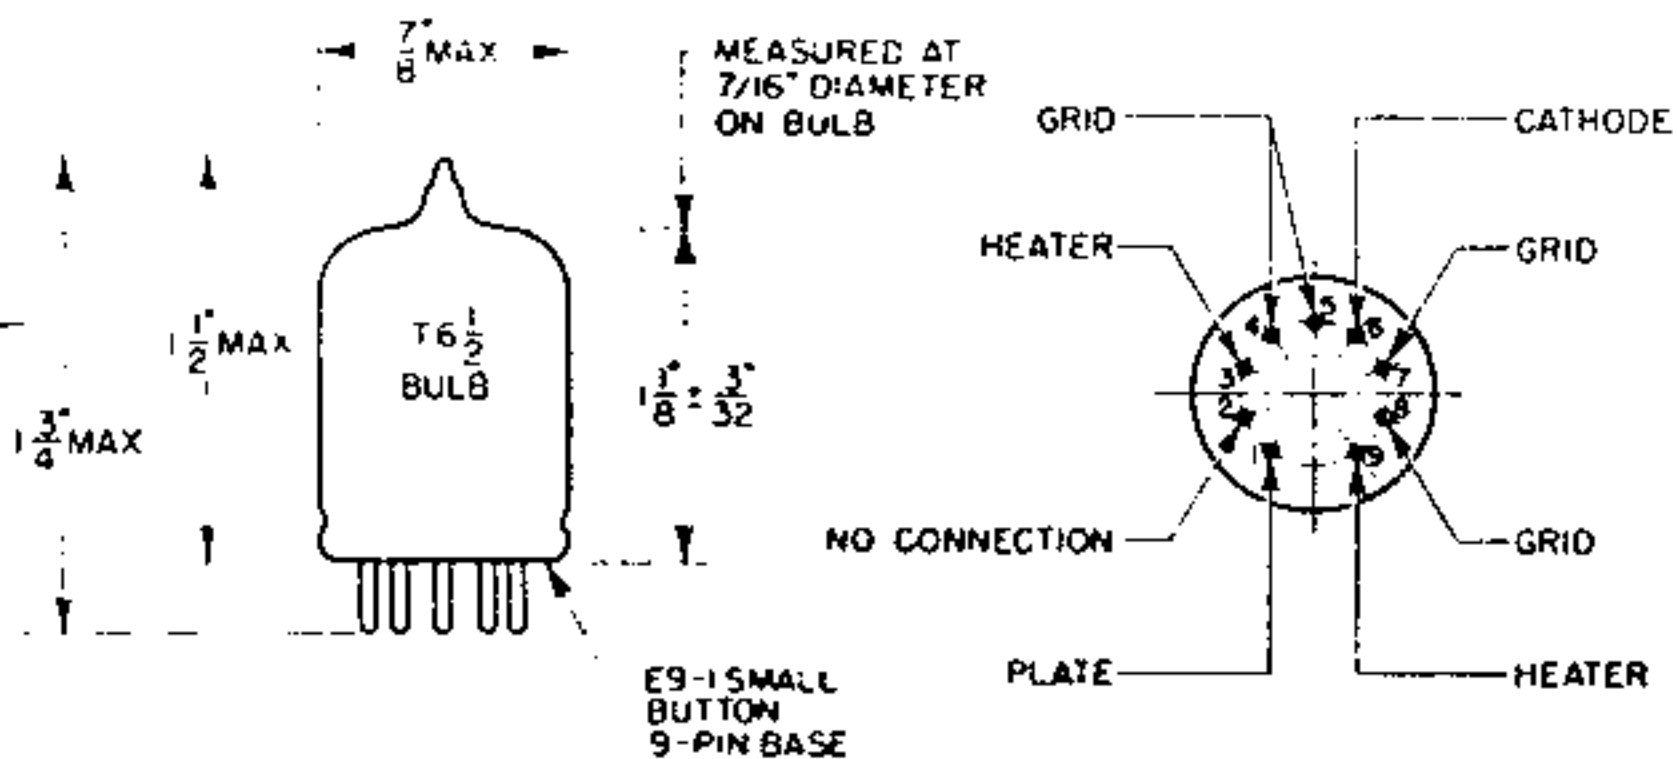 7" MAX
8
MEASURED AT
7/16" DIAMETER
ON BULB
GRID
CATHODE
HEATER
GRID
1 1/2" MAX
T6 1/2
BULB
1 1/8" ± 3/32"
1 3/4" MAX
4
5
6
3
7
2
8
1
9
NO CONNECTION
GRID
PLATE
HEATER
E9-1 SMALL
BUTTON
9-PIN BASE